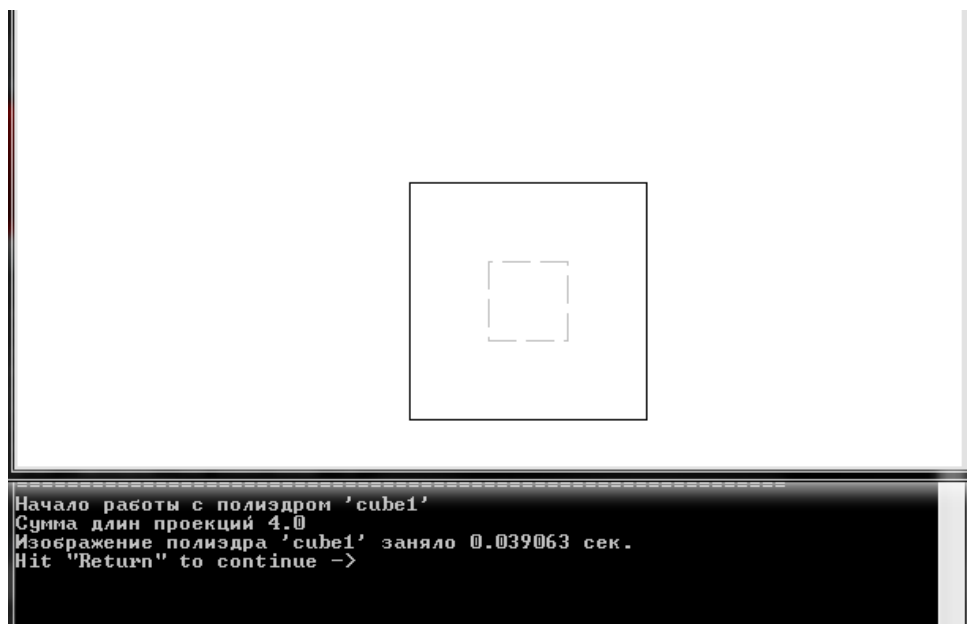 =================================================================
Начало работы с полиэдром 'cube1'
Сумма длин проекций 4.0
Изображение полиэдра 'cube1' заняло 0.039063 сек.
Hit "Return" to continue ->